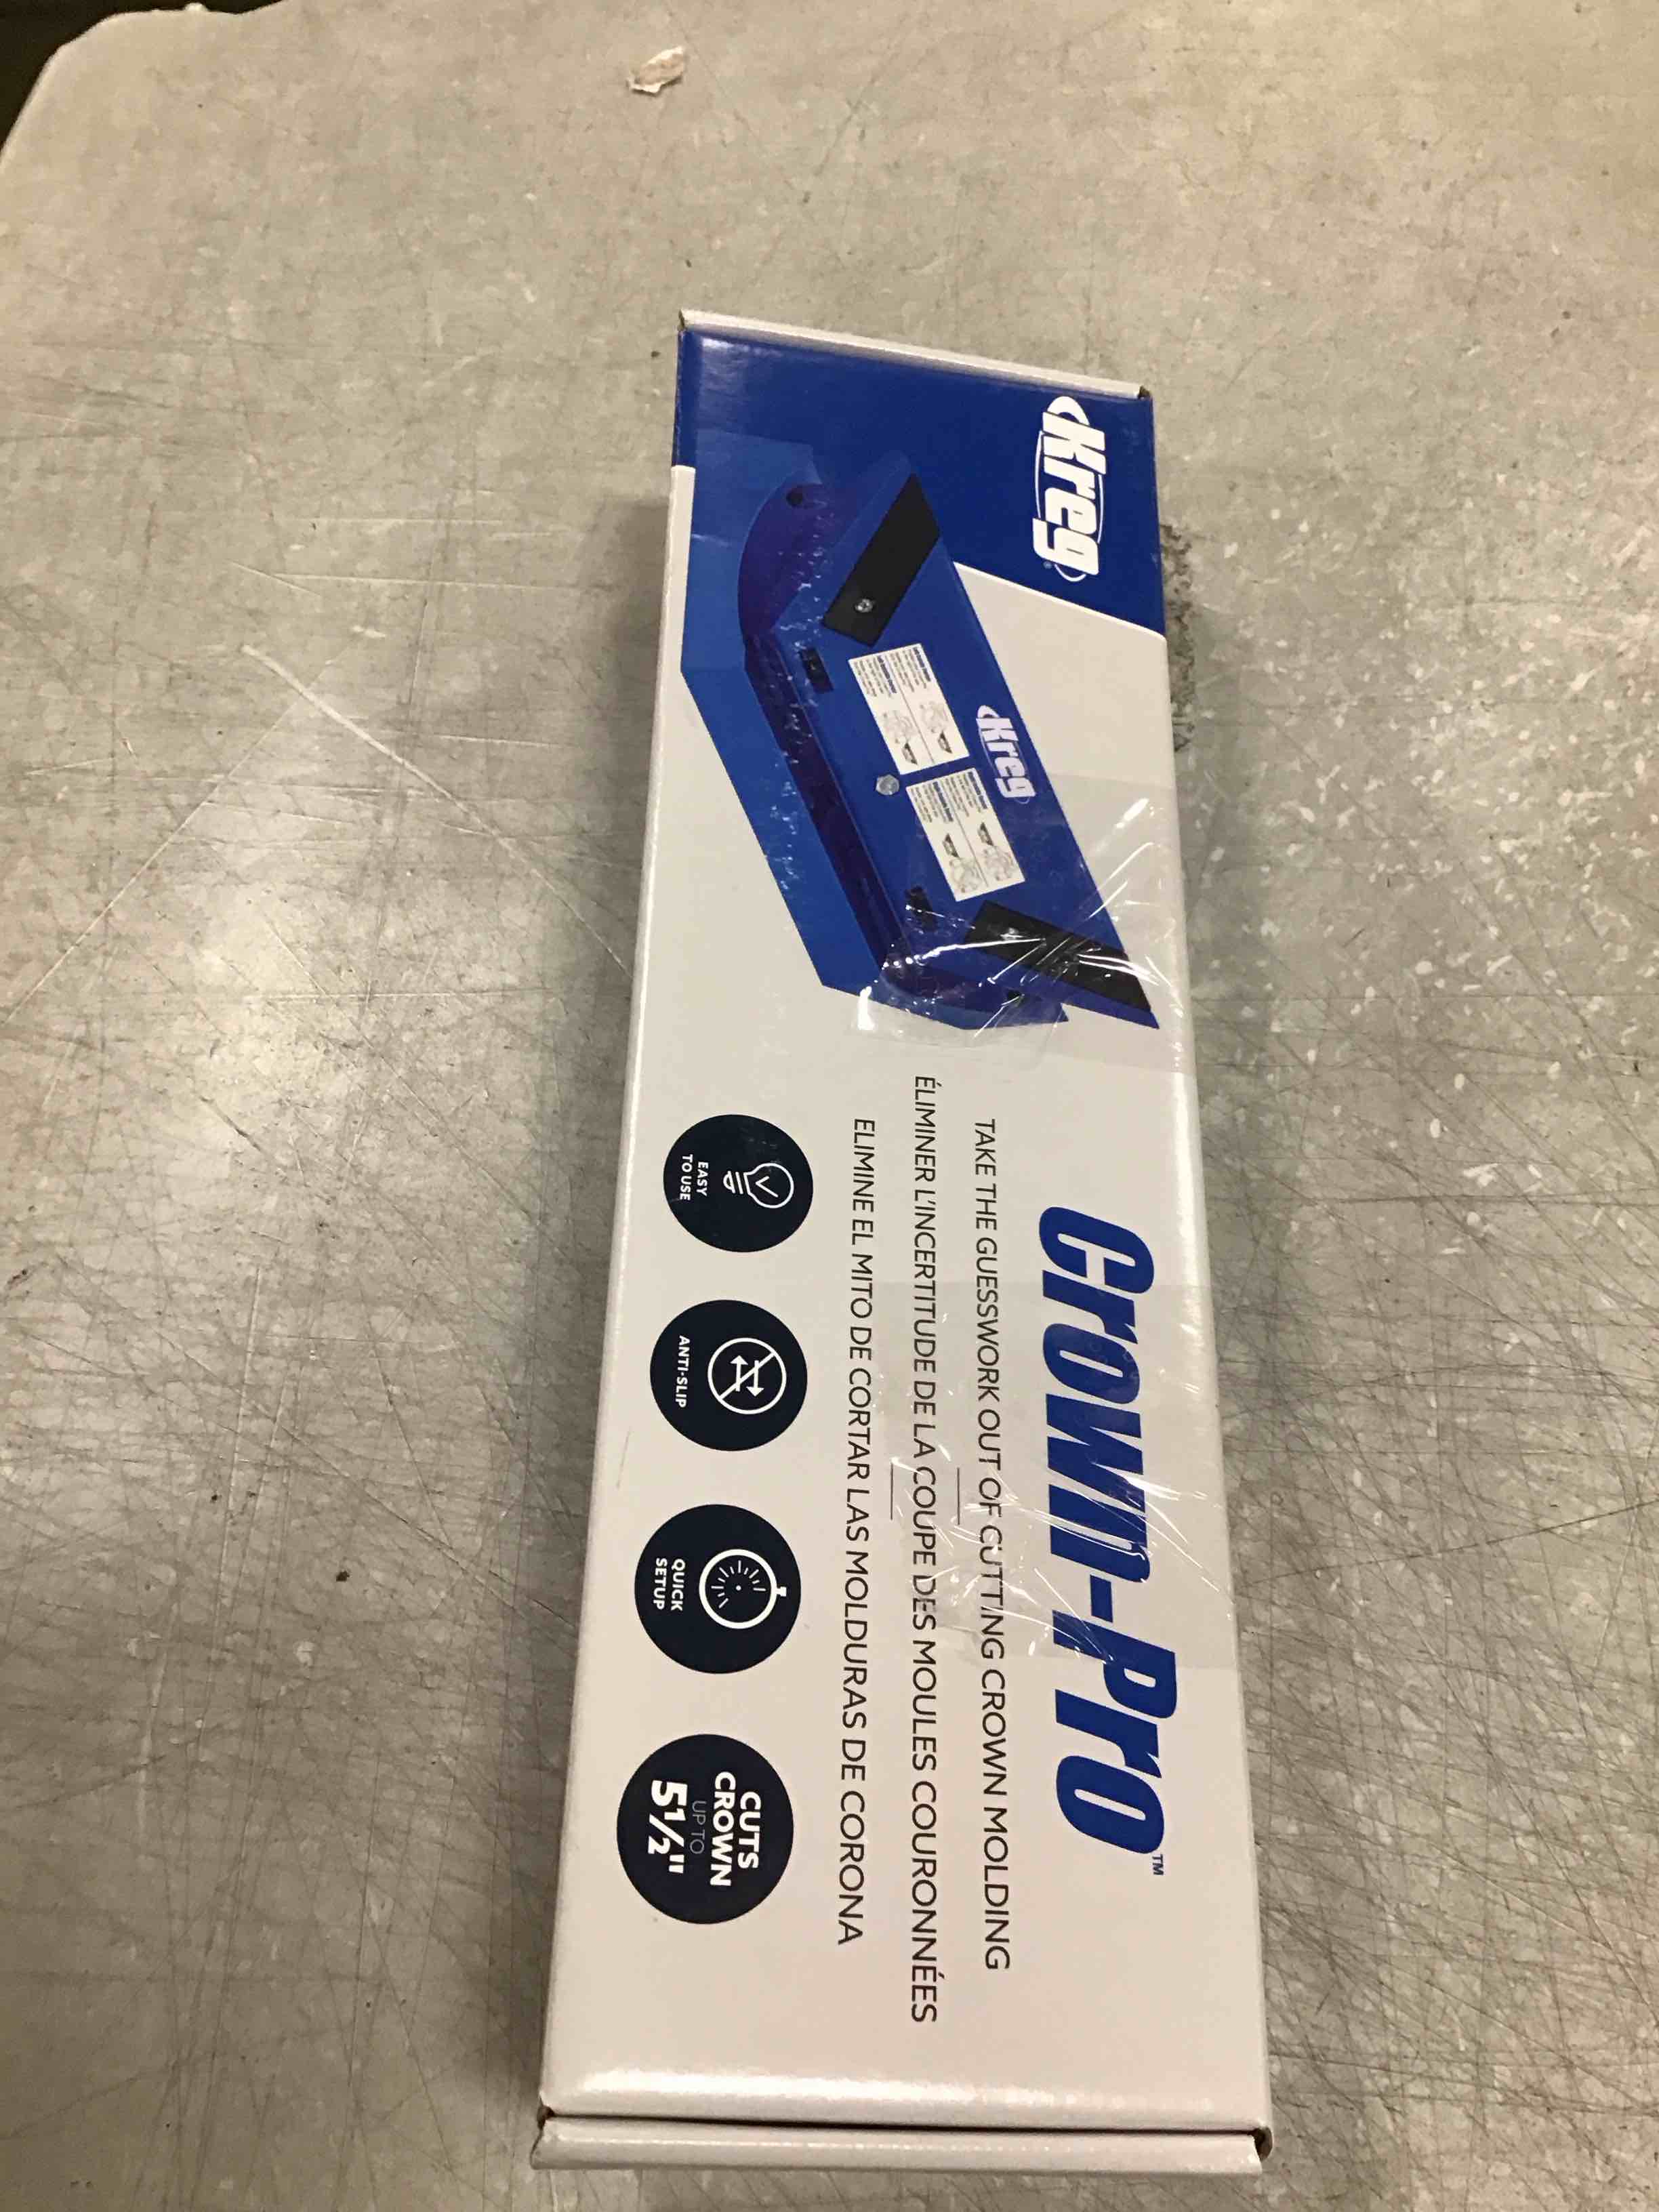 Kreg®
Kreg
Crown-Pro™
TAKE THE GUESSWORK OUT OF CUTTING CROWN MOLDING
ÉLIMINER L'INCERTITUDE DE LA COUPE DES MOULES COURONNÉES
ELIMINE EL MITO DE CORTAR LAS MOLDURAS DE CORONA
EASY
TO USE
ANTI-SLIP
QUICK
SETUP
CUTS
CROWN
UP TO
5 1/2"